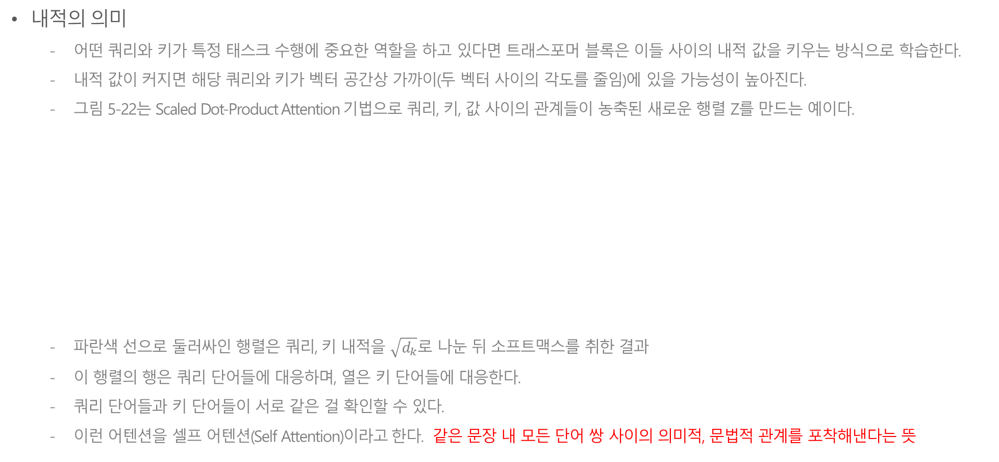 • 내적의 의미
- 어떤 쿼리와 키가 특정 태스크 수행에 중요한 역할을 하고 있다면 트래스포머 블록은 이들 사이의 내적 값을 키우는 방식으로 학습한다.
- 내적 값이 커지면 해당 쿼리와 키가 벡터 공간상 가까이(두 벡터 사이의 각도를 줄임)에 있을 가능성이 높아진다.
- 그림 5-22는 Scaled Dot-Product Attention 기법으로 쿼리, 키, 값 사이의 관계들이 농축된 새로운 행렬 Z를 만드는 예이다.
- 파란색 선으로 둘러싸인 행렬은 쿼리, 키 내적을 √dₖ로 나눈 뒤 소프트맥스를 취한 결과
- 이 행렬의 행은 쿼리 단어들에 대응하며, 열은 키 단어들에 대응한다.
- 쿼리 단어들과 키 단어들이 서로 같은 걸 확인할 수 있다.
- 이런 어텐션을 셀프 어텐션(Self Attention)이라고 한다. 같은 문장 내 모든 단어 쌍 사이의 의미적, 문법적 관계를 포착해낸다는 뜻